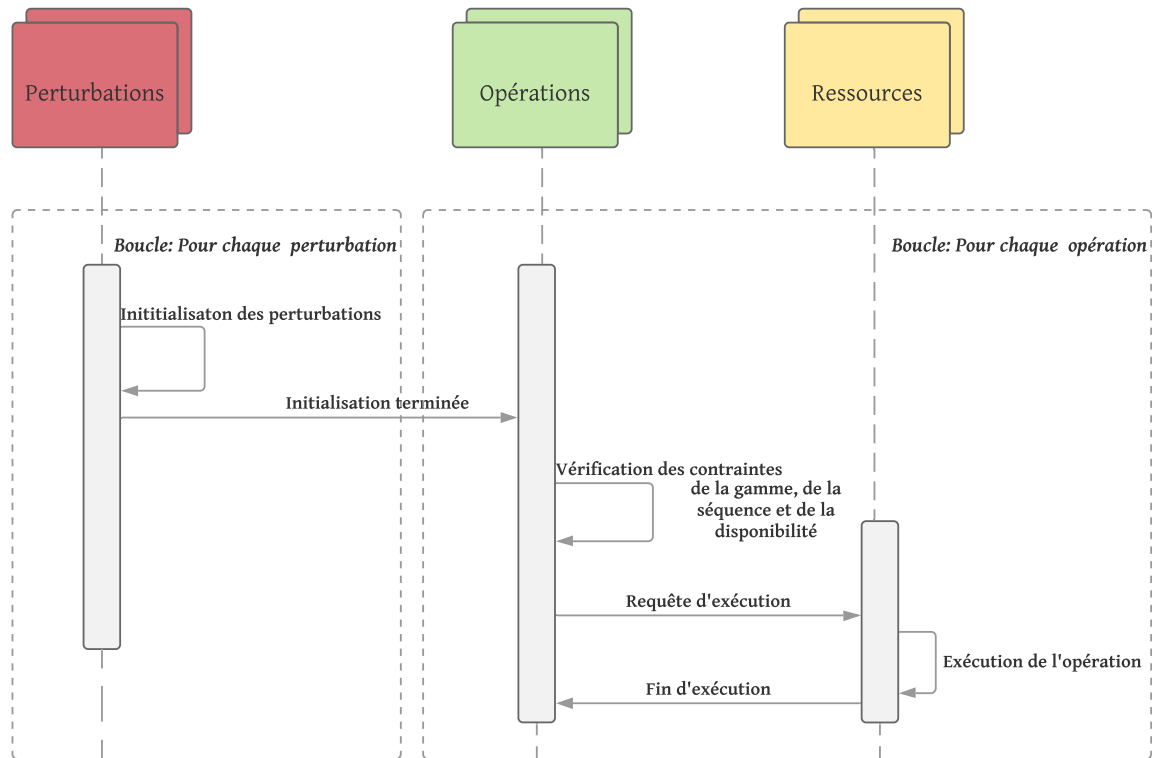 Perturbations
Opérations
Ressources
Boucle: Pour chaque perturbation
Boucle: Pour chaque opération
Inititialisaton des perturbations
Initialisation terminée
Vérification des contraintes
de la gamme, de la
séquence et de la
disponibilité
Requête d'exécution
Exécution de l'opération
Fin d'exécution